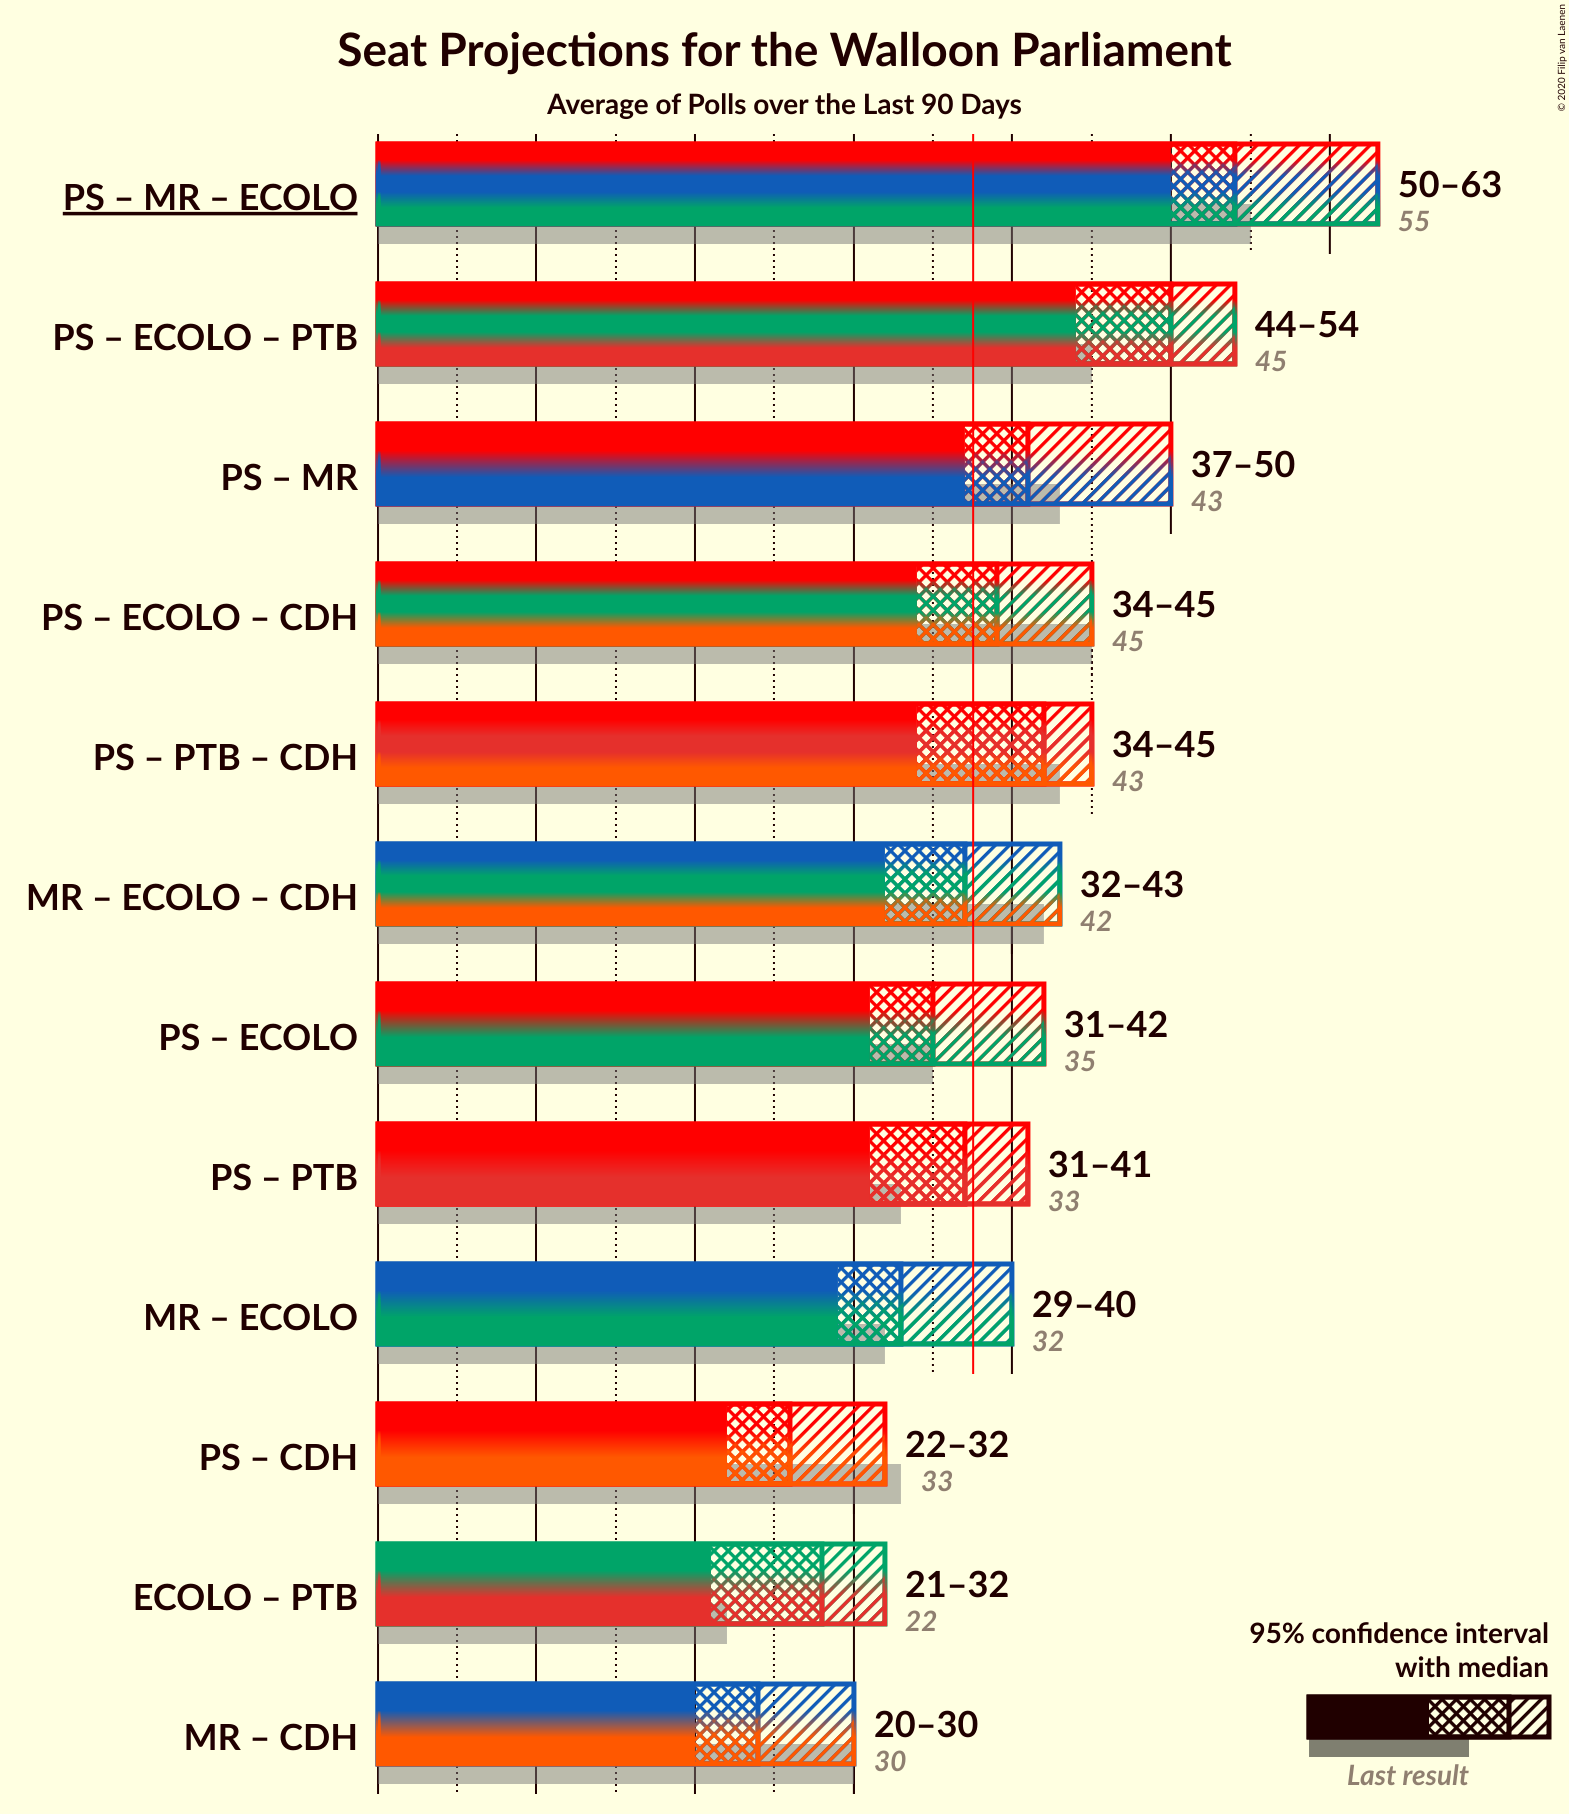 Seat Projections for the Walloon Parliament
Average of Polls over the Last 90 Days
© 2020 Filip van Laenen
PS – MR – ECOLO
50–63
55
PS – ECOLO – PTB
44–54
45
PS – MR
37–50
43
PS – ECOLO – CDH
34–45
45
PS – PTB – CDH
34–45
43
MR – ECOLO – CDH
32–43
42
PS – ECOLO
31–42
35
PS – PTB
31–41
33
MR – ECOLO
29–40
32
PS – CDH
22–32
33
ECOLO – PTB
21–32
22
MR – CDH
20–30
30
95% confidence interval
with median
Last result